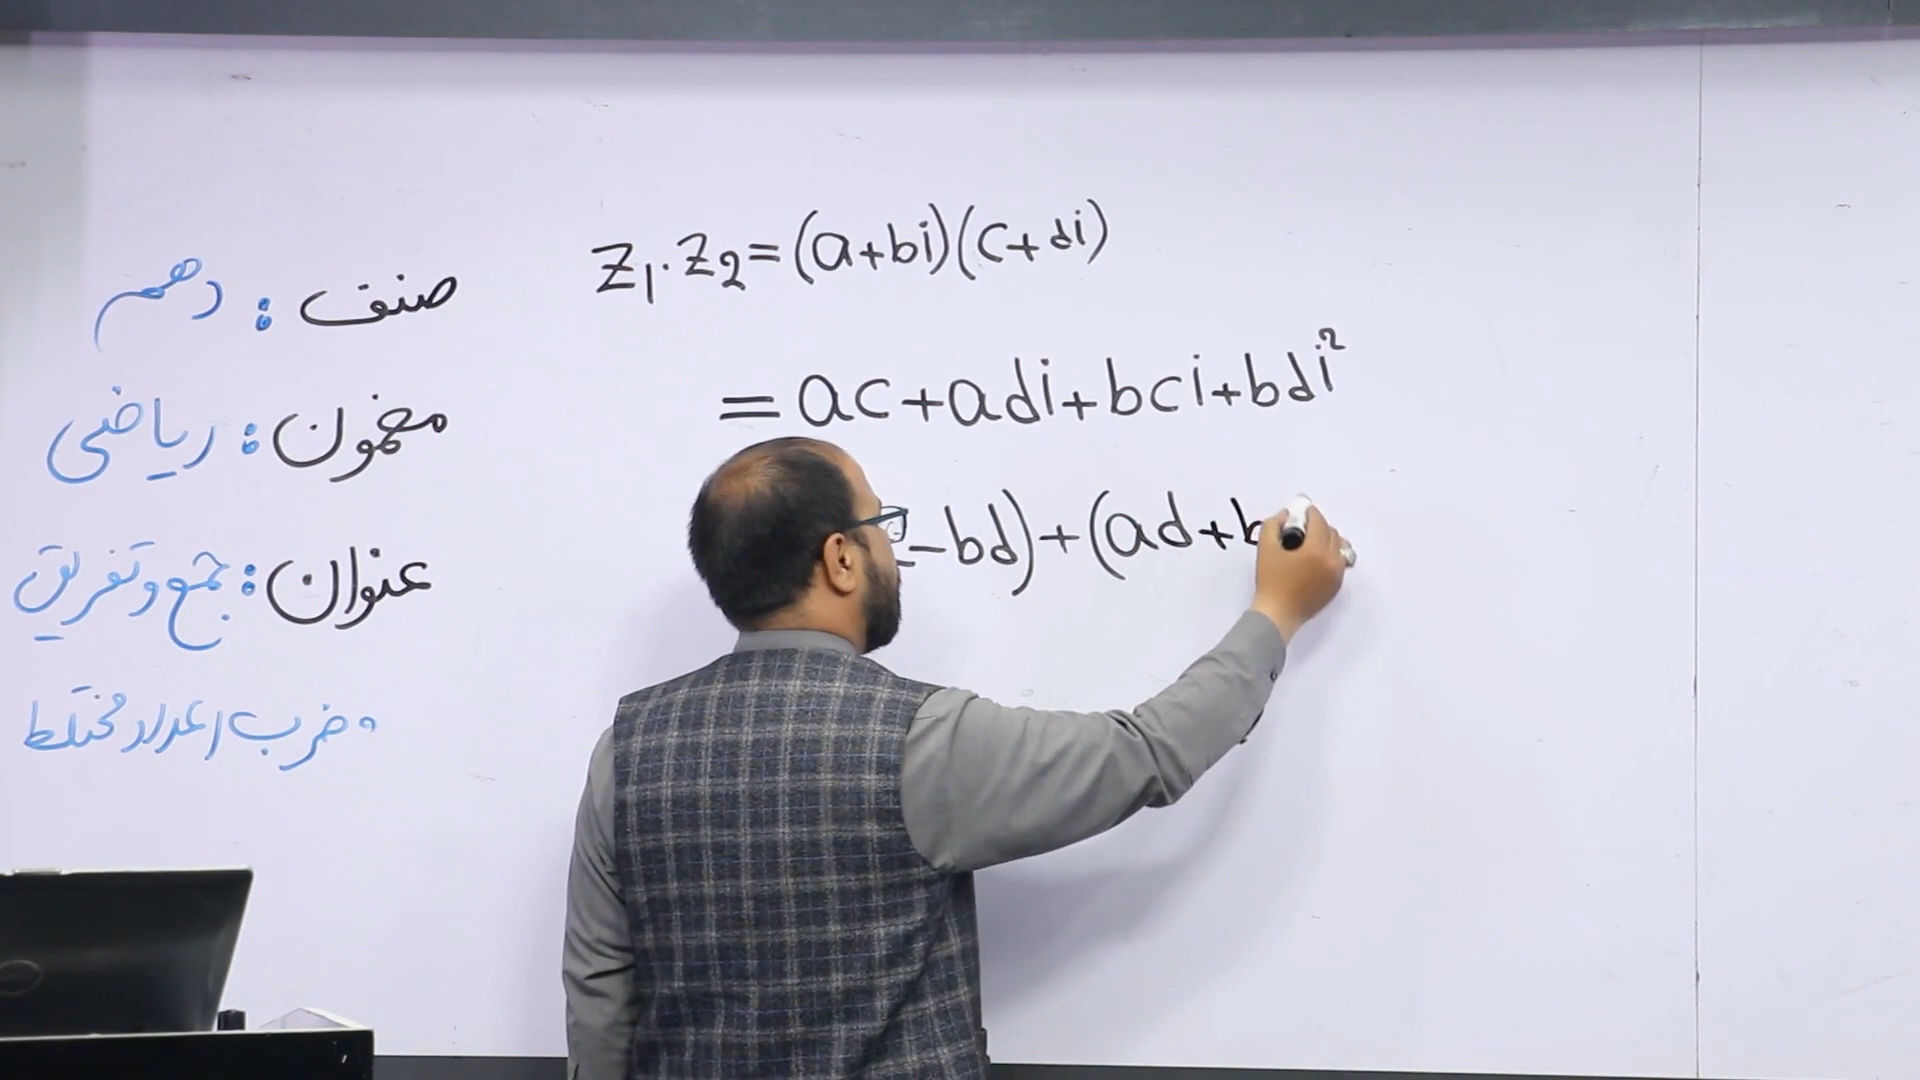 صنف : دهم
مضمون : ریاضی
عنوان : جمع و تفریق
و ضرب اعداد مختلط
Z₁.Z₂=(a+bi)(c+di)
=ac+adi+bci+bdi²
-bd)+(ad+b